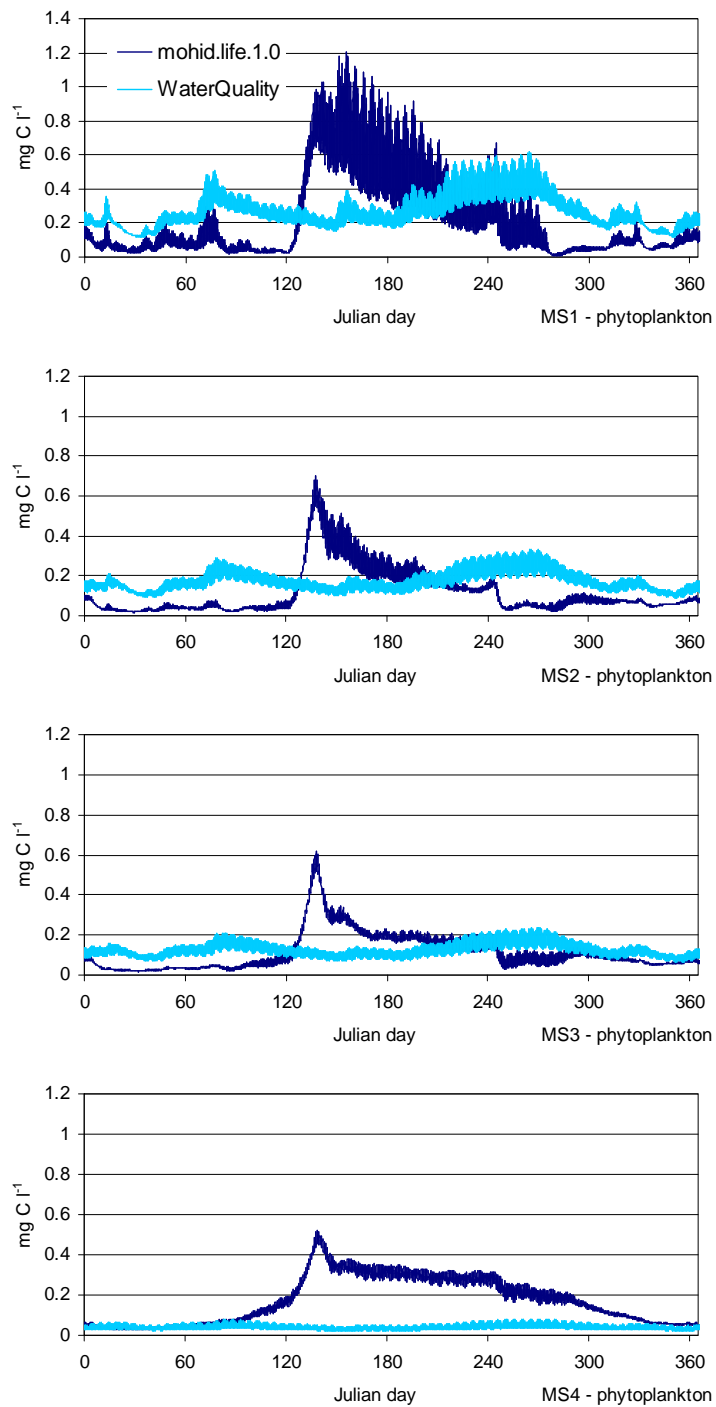 1.4
1.2
1
0.8
0.6
0.4
0.2
0
mg C l⁻¹
mohid.life.1.0
WaterQuality
0 60 120 180 240 300 360
Julian day MS1 - phytoplankton
1.2
1
0.8
0.6
0.4
0.2
0
mg C l⁻¹
0 60 120 180 240 300 360
Julian day MS2 - phytoplankton
1.2
1
0.8
0.6
0.4
0.2
0
mg C l⁻¹
0 60 120 180 240 300 360
Julian day MS3 - phytoplankton
1.2
1
0.8
0.6
0.4
0.2
0
mg C l⁻¹
0 60 120 180 240 300 360
Julian day MS4 - phytoplankton